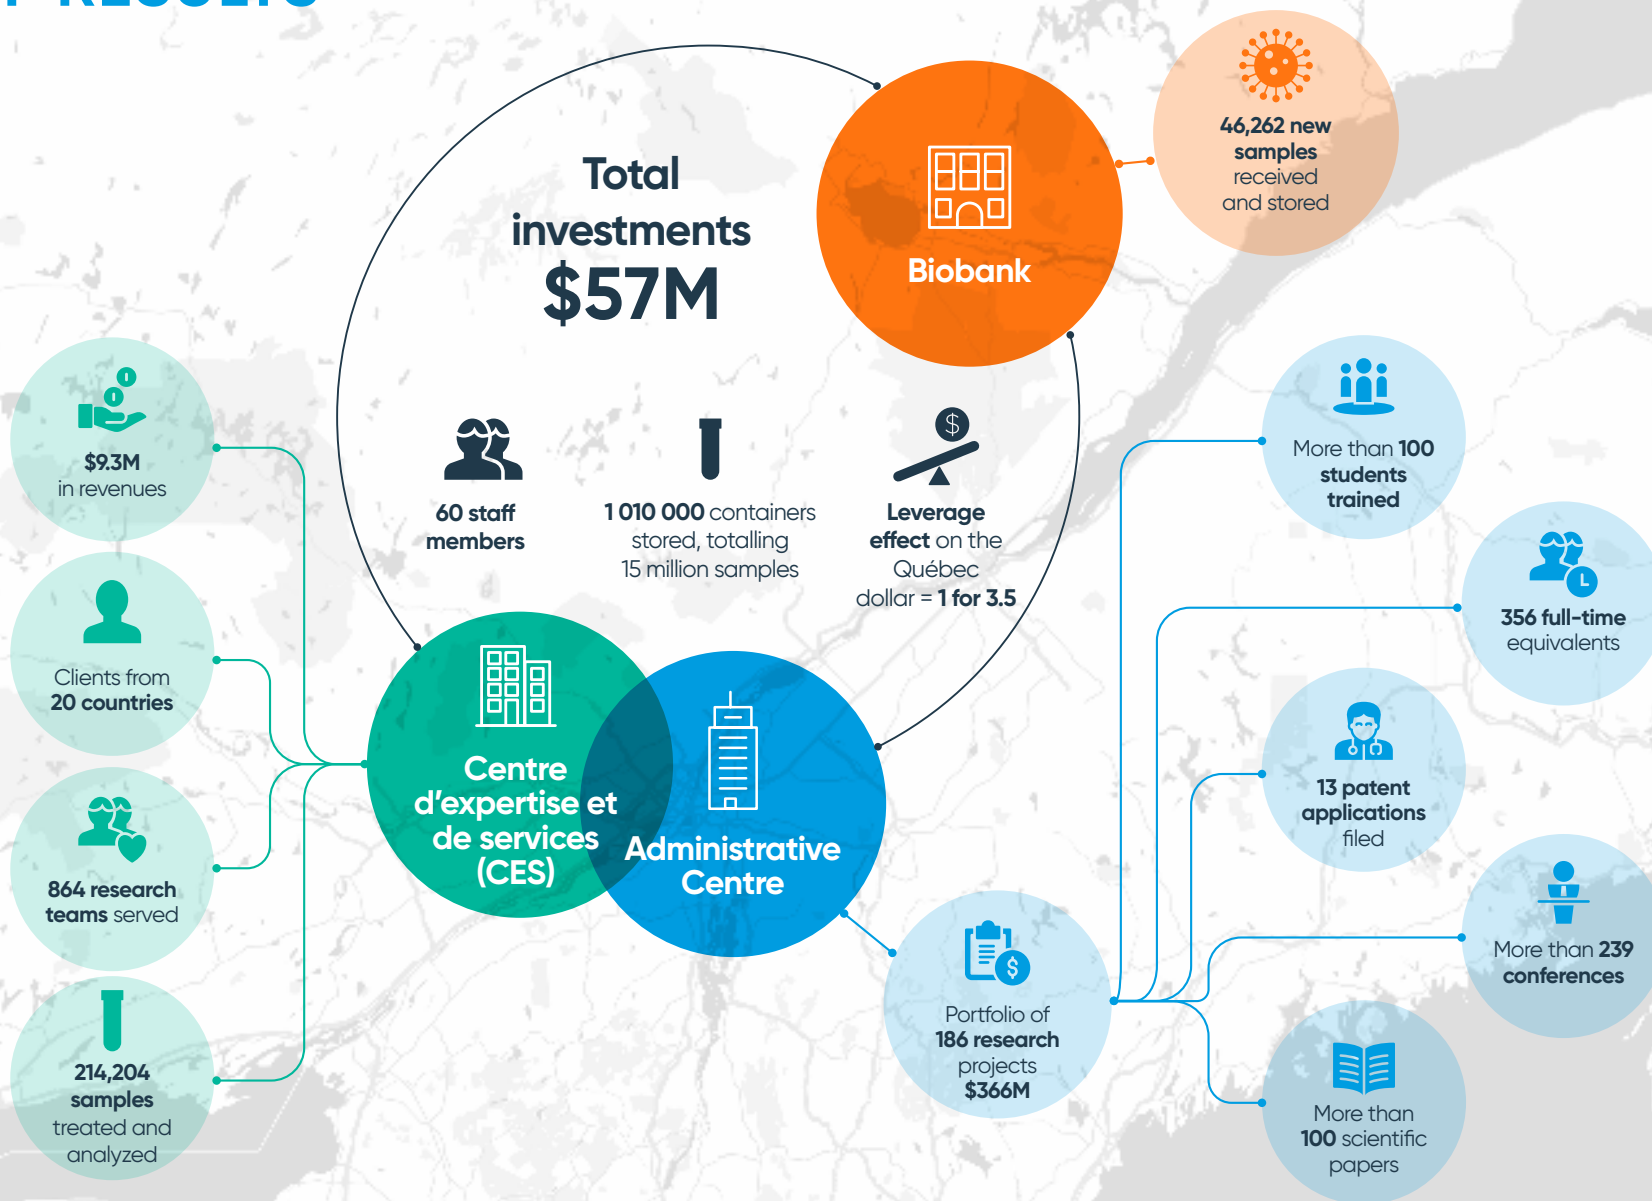 RESULTS
Total
investments
$57M
Biobank
46,262 new
samples
received
and stored
60 staff
members
1 010 000 containers
stored, totalling
15 million samples
Leverage
effect on the
Québec
dollar = 1 for 3.5
$9.3M
in revenues
Clients from
20 countries
864 research
teams served
214,204
samples
treated and
analyzed
Centre
d'expertise et
de services
(CES)
Administrative
Centre
Portfolio of
186 research
projects
$366M
More than 100
students
trained
356 full-time
equivalents
13 patent
applications
filed
More than 239
conferences
More than
100 scientific
papers